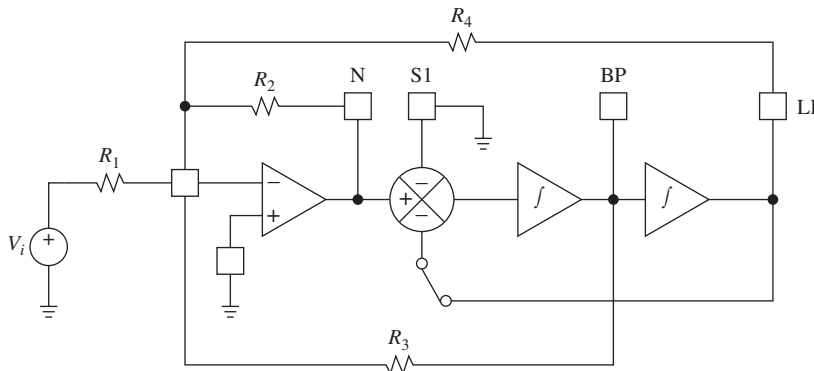 R4
N S1 BP
R2
LP
R1
− −
+ + − ∫ ∫
Vi +
R3